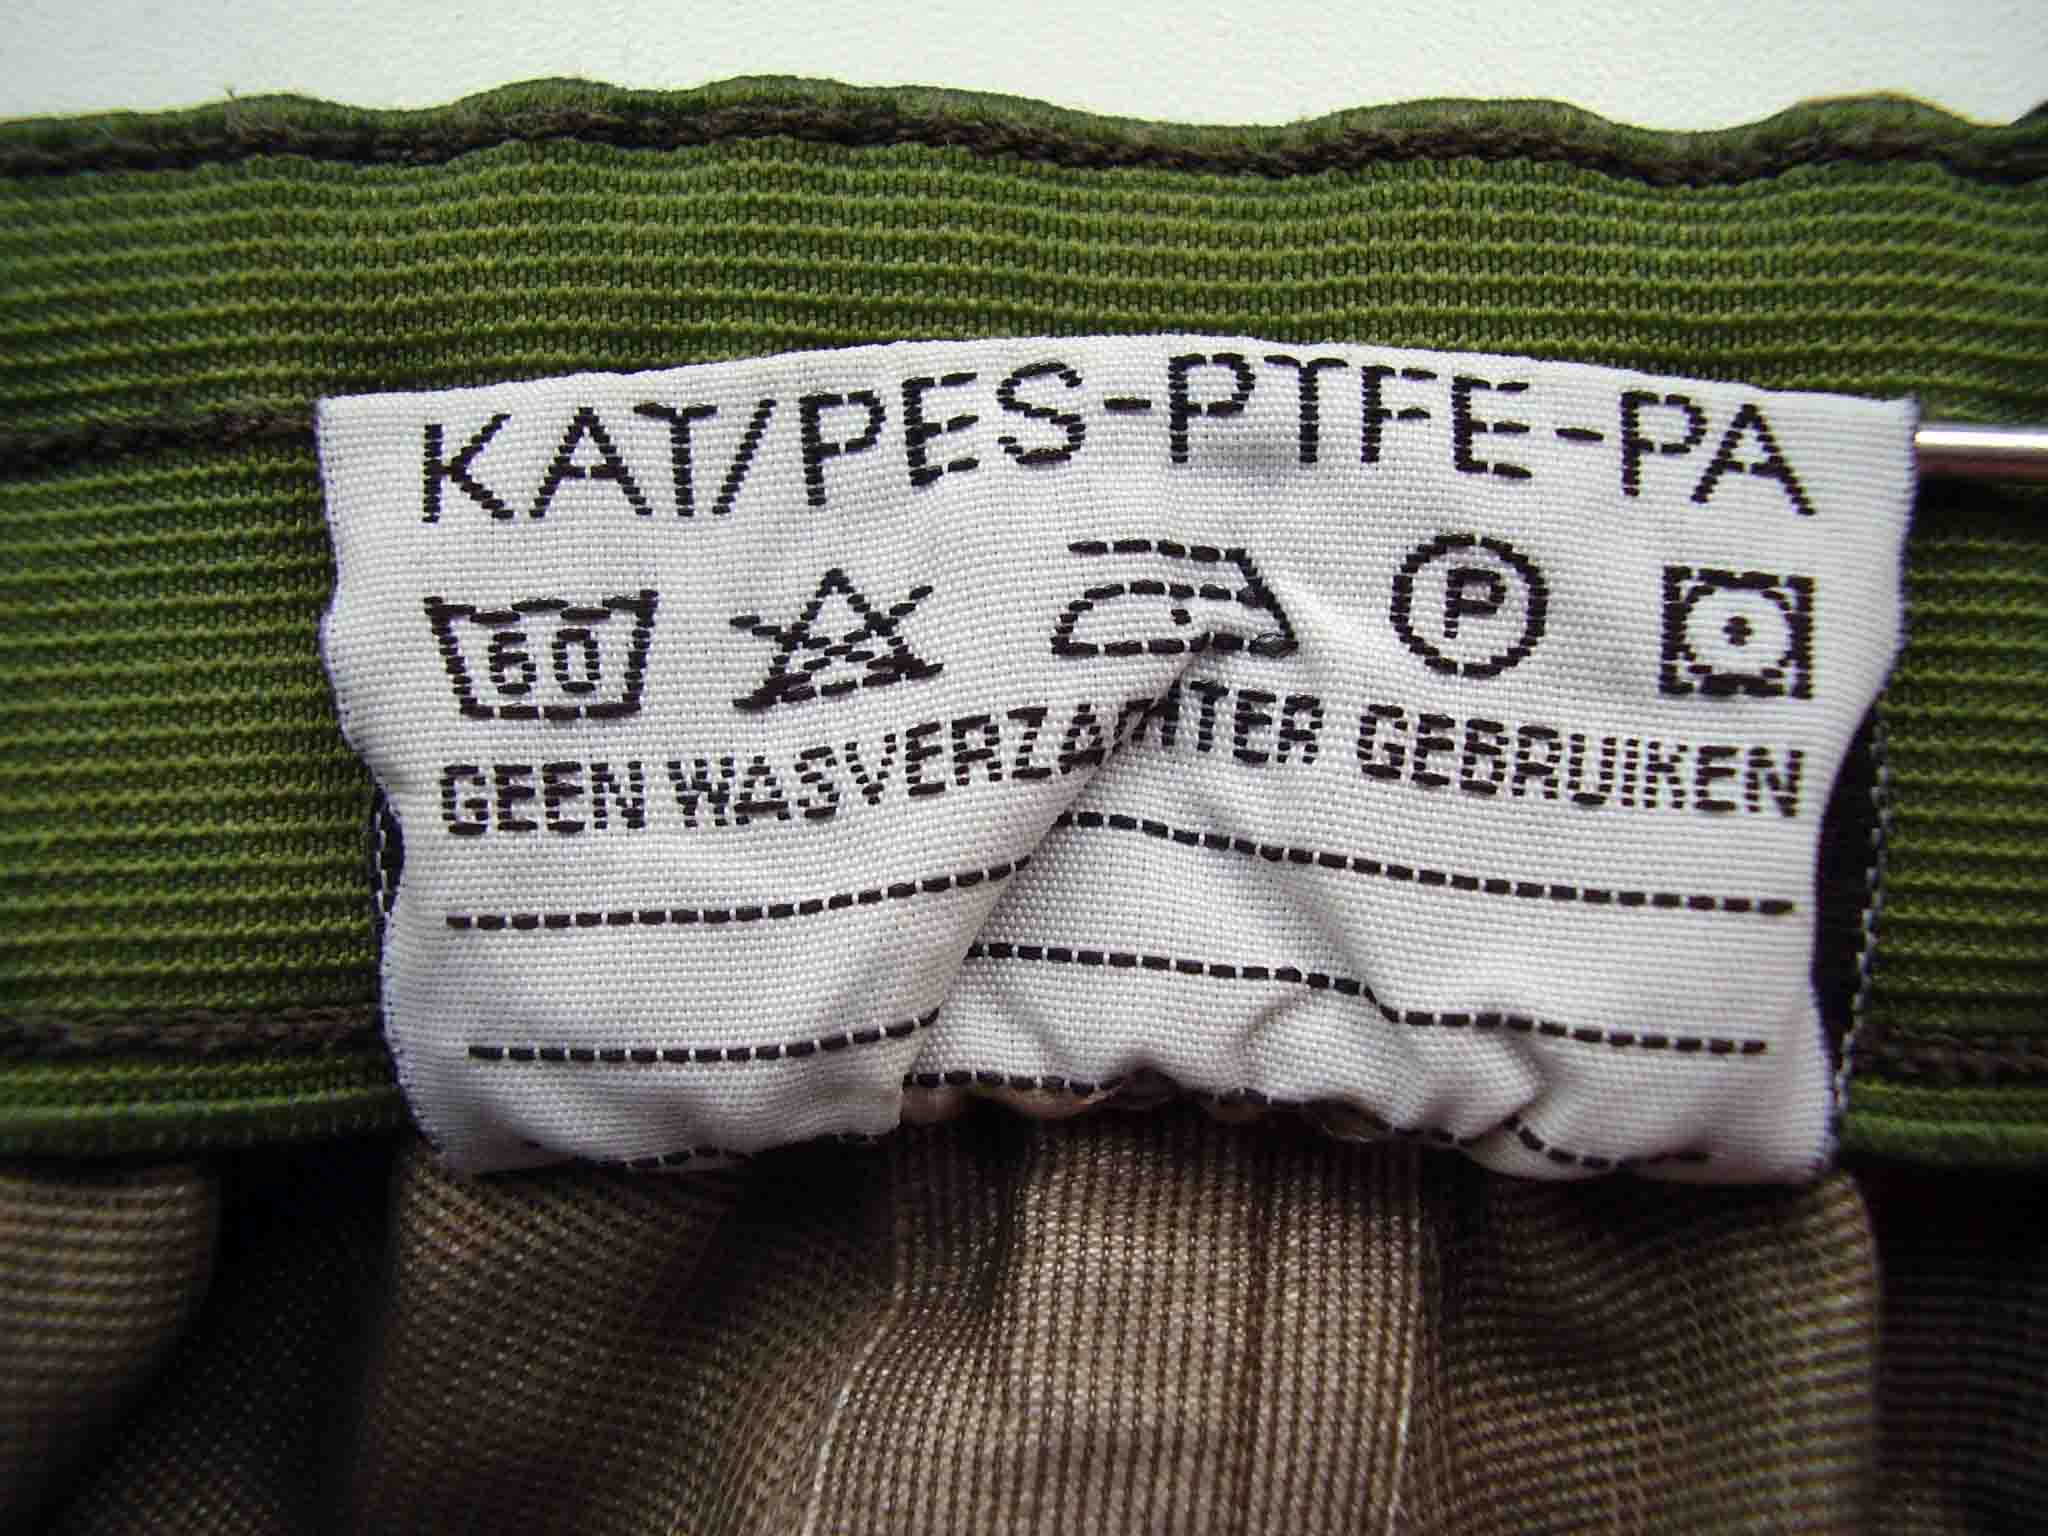 KAT/PES-PTFE-PA
60 P
GEEN WASVERZACHTER GEBRUIKEN